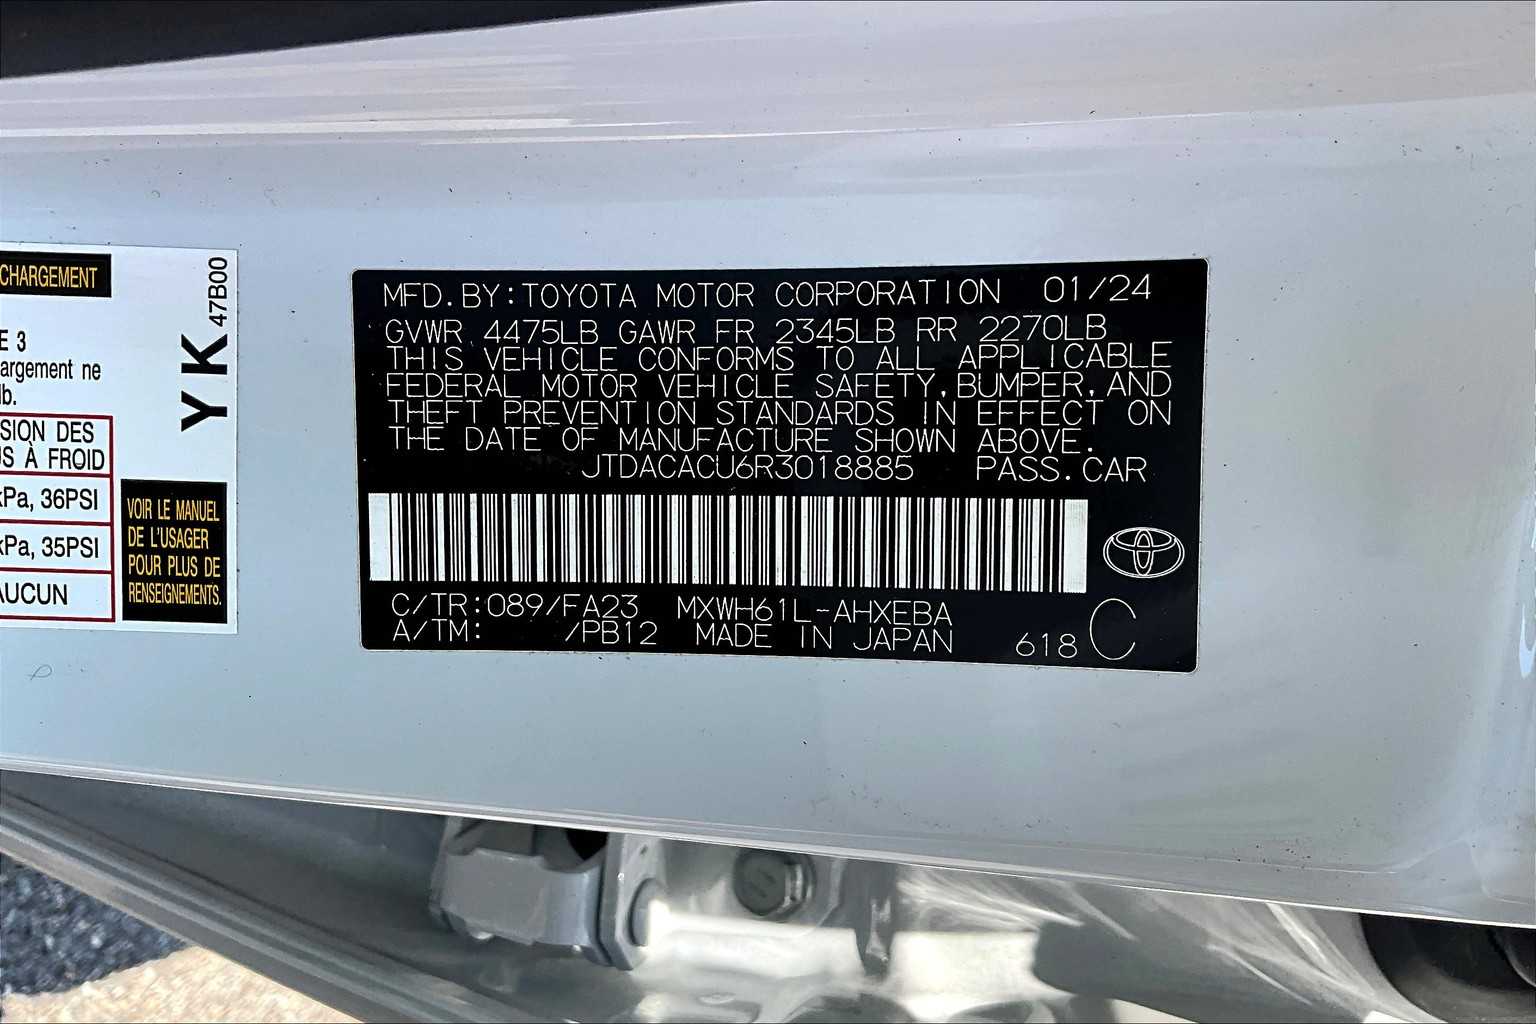 CHARGEMENT
E 3
argement ne
lb.
SION DES
S À FROID
kPa, 36PSI
kPa, 35PSI
AUCUN
YK 47B00
VOIR LE MANUEL
DE L'USAGER
POUR PLUS DE
RENSEIGNEMENTS.
MFD.BY:TOYOTA MOTOR CORPORATION 01/24
GVWR 4475LB GAWR FR 2345LB RR 2270LB
THIS VEHICLE CONFORMS TO ALL APPLICABLE
FEDERAL MOTOR VEHICLE SAFETY,BUMPER,AND
THEFT PREVENTION STANDARDS IN EFFECT ON
THE DATE OF MANUFACTURE SHOWN ABOVE.
JTDACACU6R3018885 PASS.CAR
C/TR:089/FA23 MXWH61L-AHXEBA
A/TM: /PB12 MADE IN JAPAN 618 C